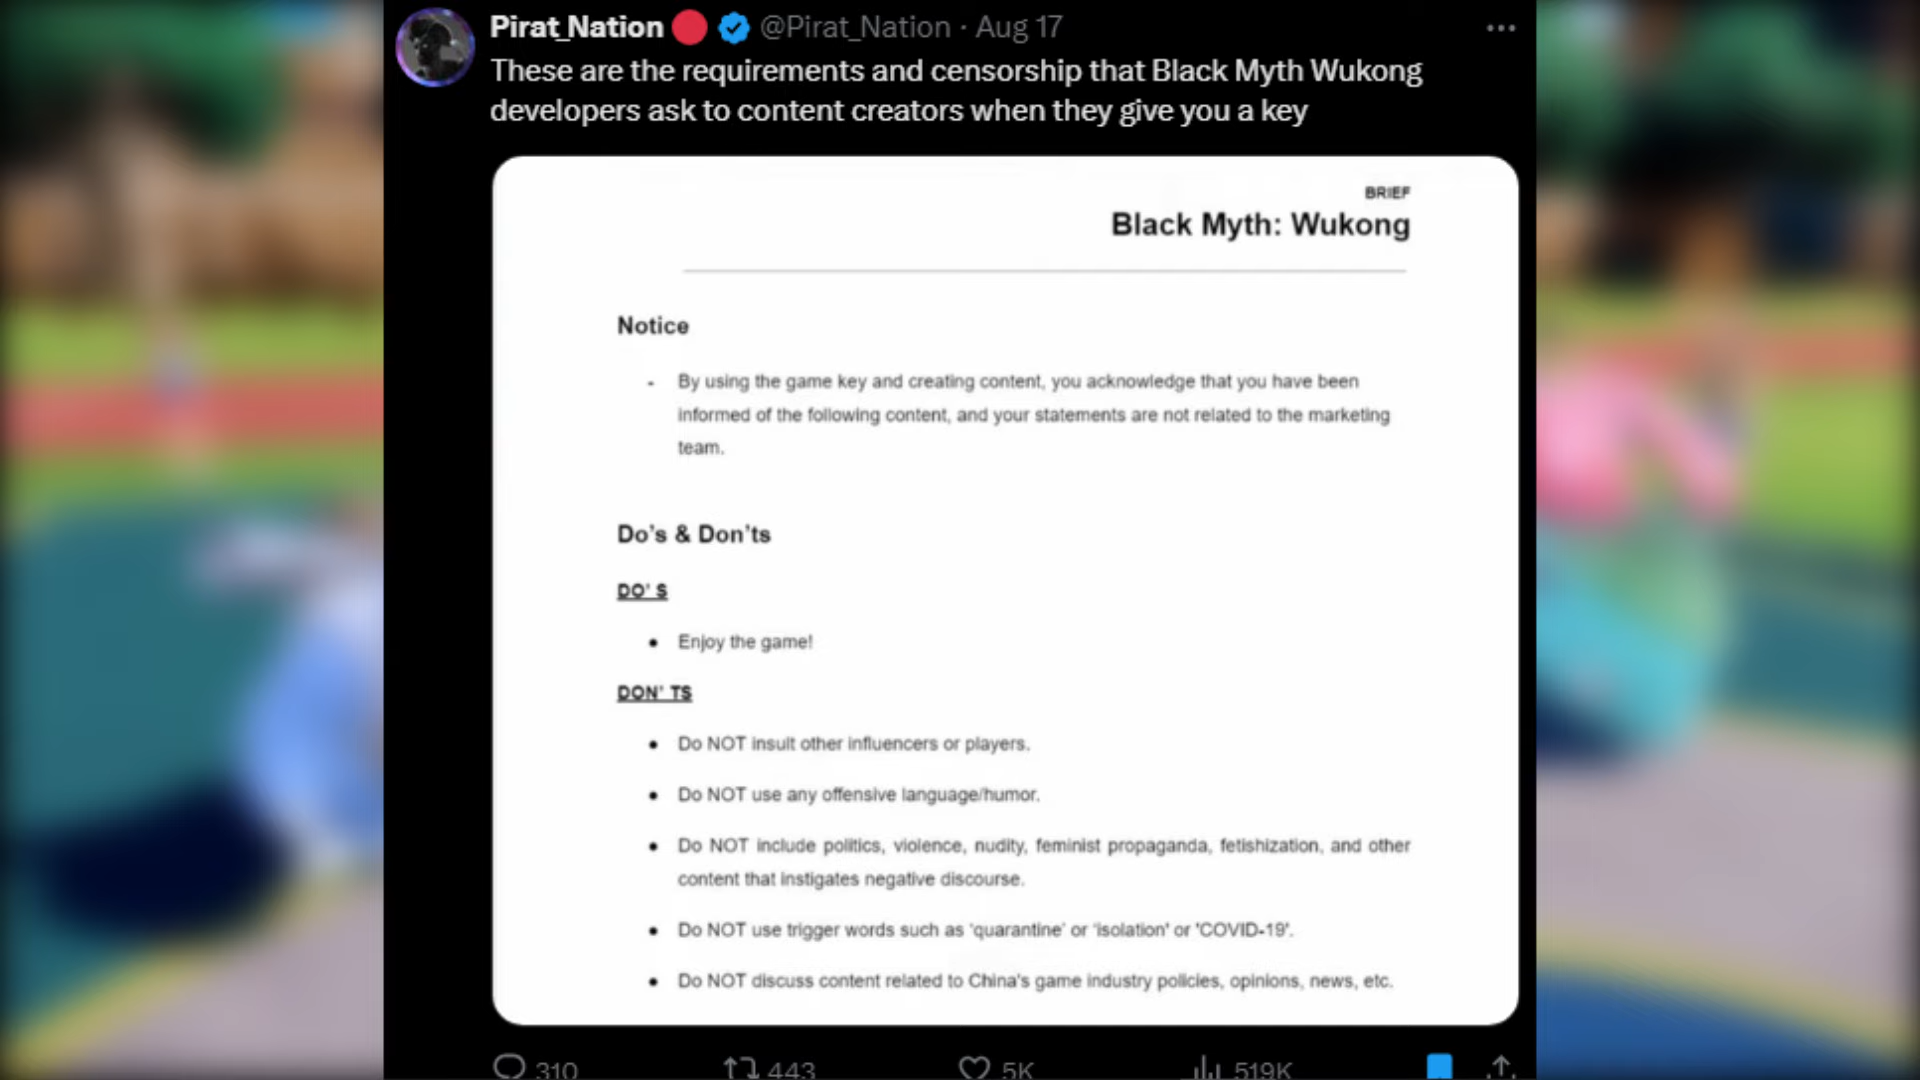 Pirat_Nation @Pirat_Nation · Aug 17
These are the requirements and censorship that Black Myth Wukong
developers ask to content creators when they give you a key
BRIEF
Black Myth: Wukong
Notice
- By using the game key and creating content, you acknowledge that you have been
informed of the following content, and your statements are not related to the marketing
team.
Do's & Don'ts
DO' S
• Enjoy the game!
DON' TS
• Do NOT insult other influencers or players.
• Do NOT use any offensive language/humor.
• Do NOT include politics, violence, nudity, feminist propaganda, fetishization, and other
content that instigates negative discourse.
• Do NOT use trigger words such as 'quarantine' or 'isolation' or 'COVID-19'.
• Do NOT discuss content related to China's game industry policies, opinions, news, etc.
310 443 5K 519K